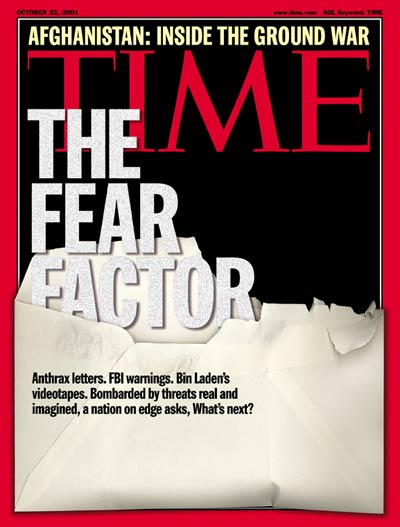 OCTOBER 22, 2001 www.time.com AOL Keyword: TIME
AFGHANISTAN: INSIDE THE GROUND WAR
TIME
THE
FEAR
FACTOR
Anthrax letters. FBI warnings. Bin Laden's
videotapes. Bombarded by threats real and
imagined, a nation on edge asks, What's next?